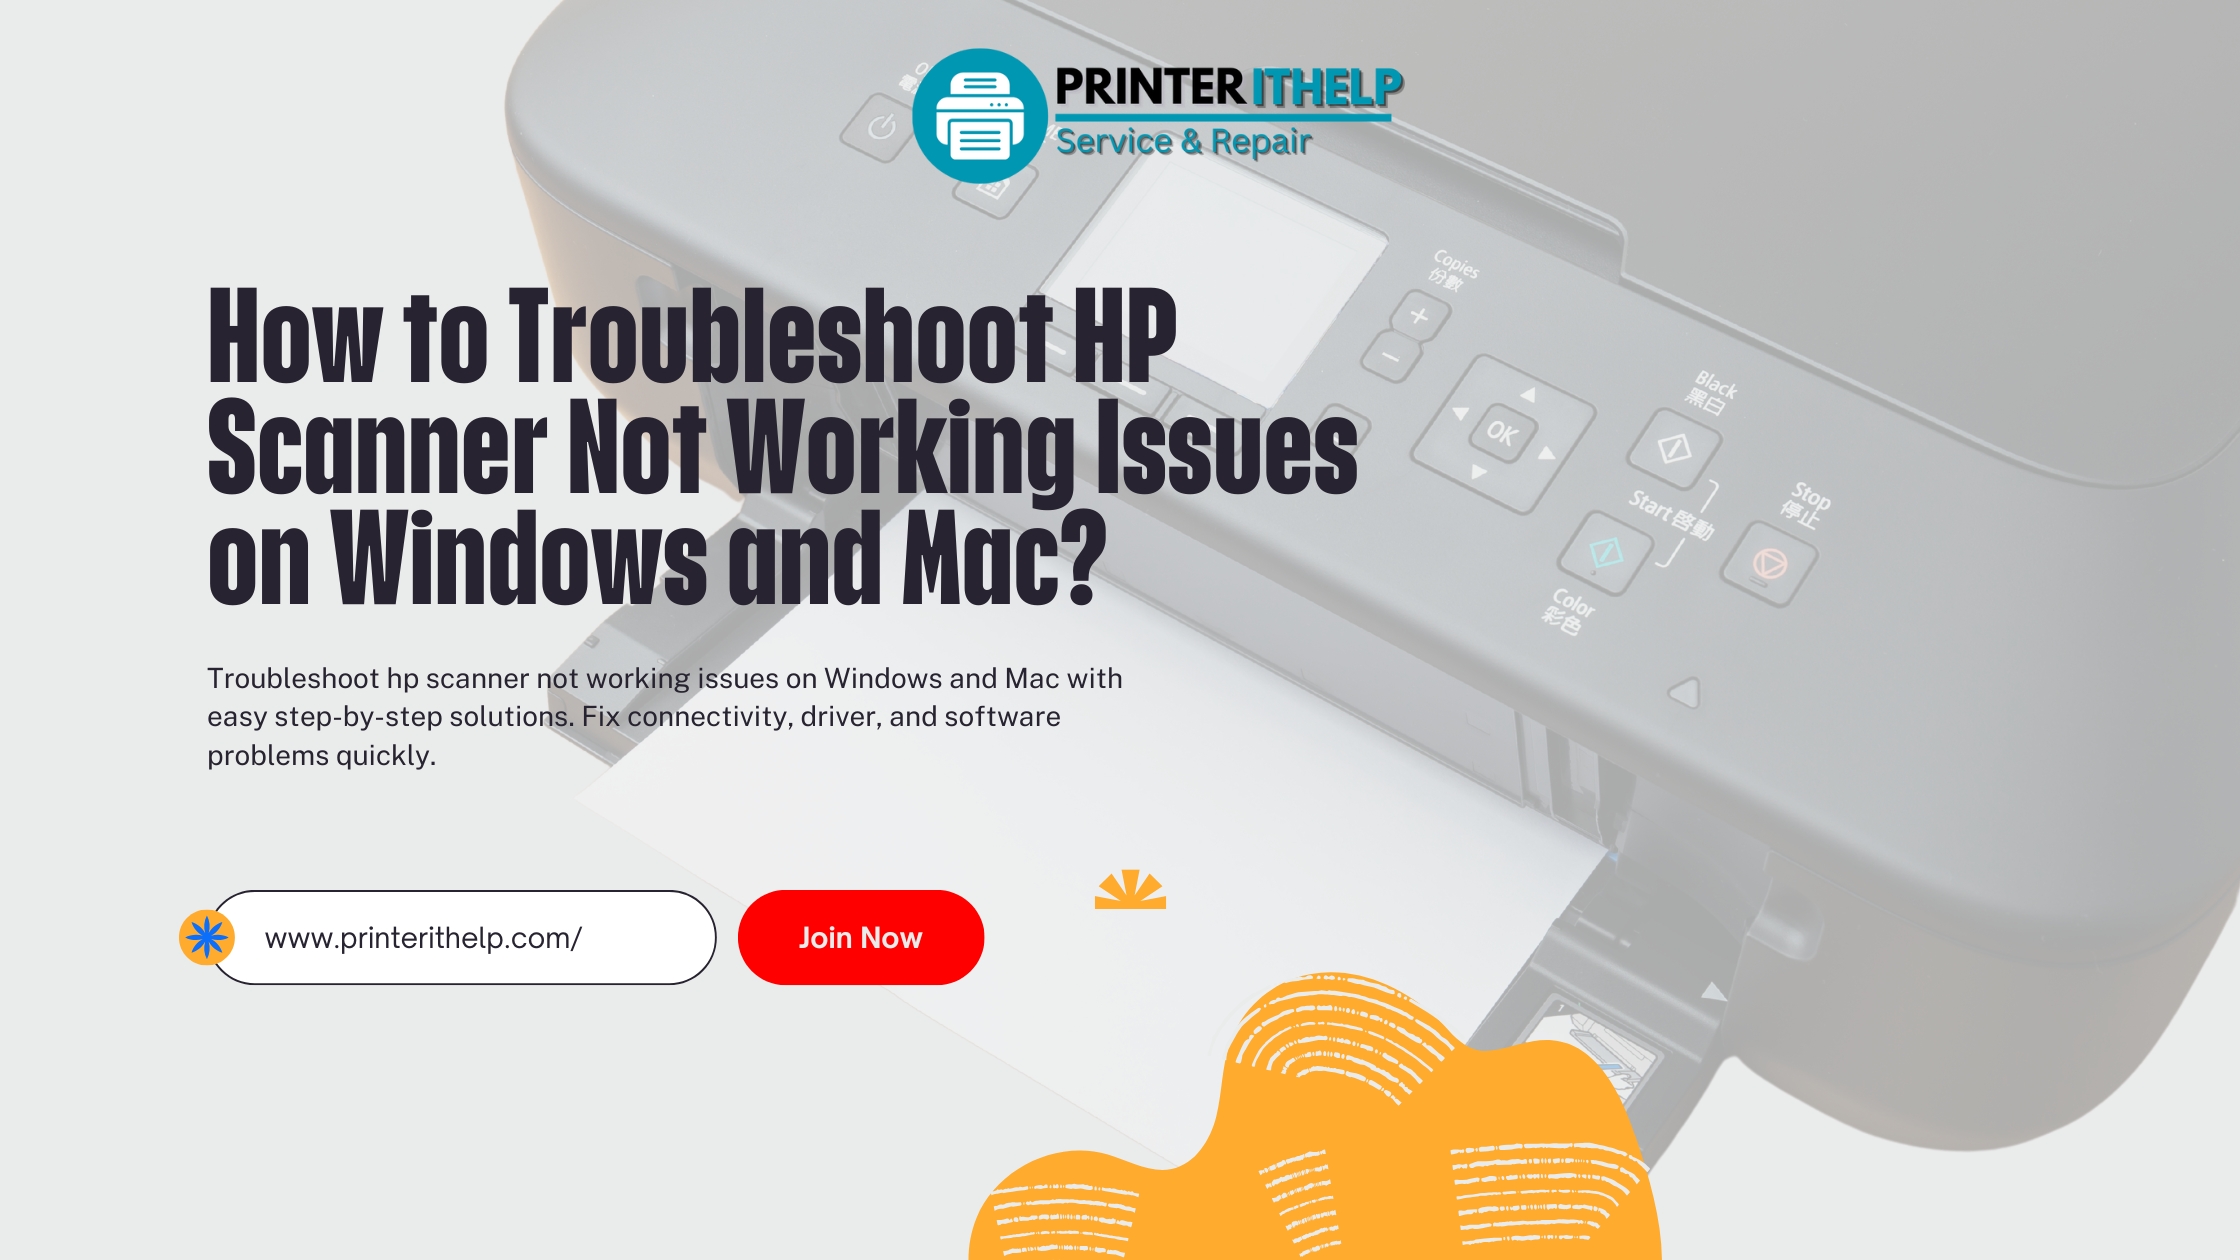 PRINTER ITHELP
Service & Repair
Copies
份數
How to Troubleshoot HP
Scanner Not Working Issues
on Windows and Mac?
Black
黑白
OK
Stop
停止
Start 啓動
Color
彩色
Troubleshoot hp scanner not working issues on Windows and Mac with
easy step-by-step solutions. Fix connectivity, driver, and software
problems quickly.
www.printerithelp.com/
Join Now